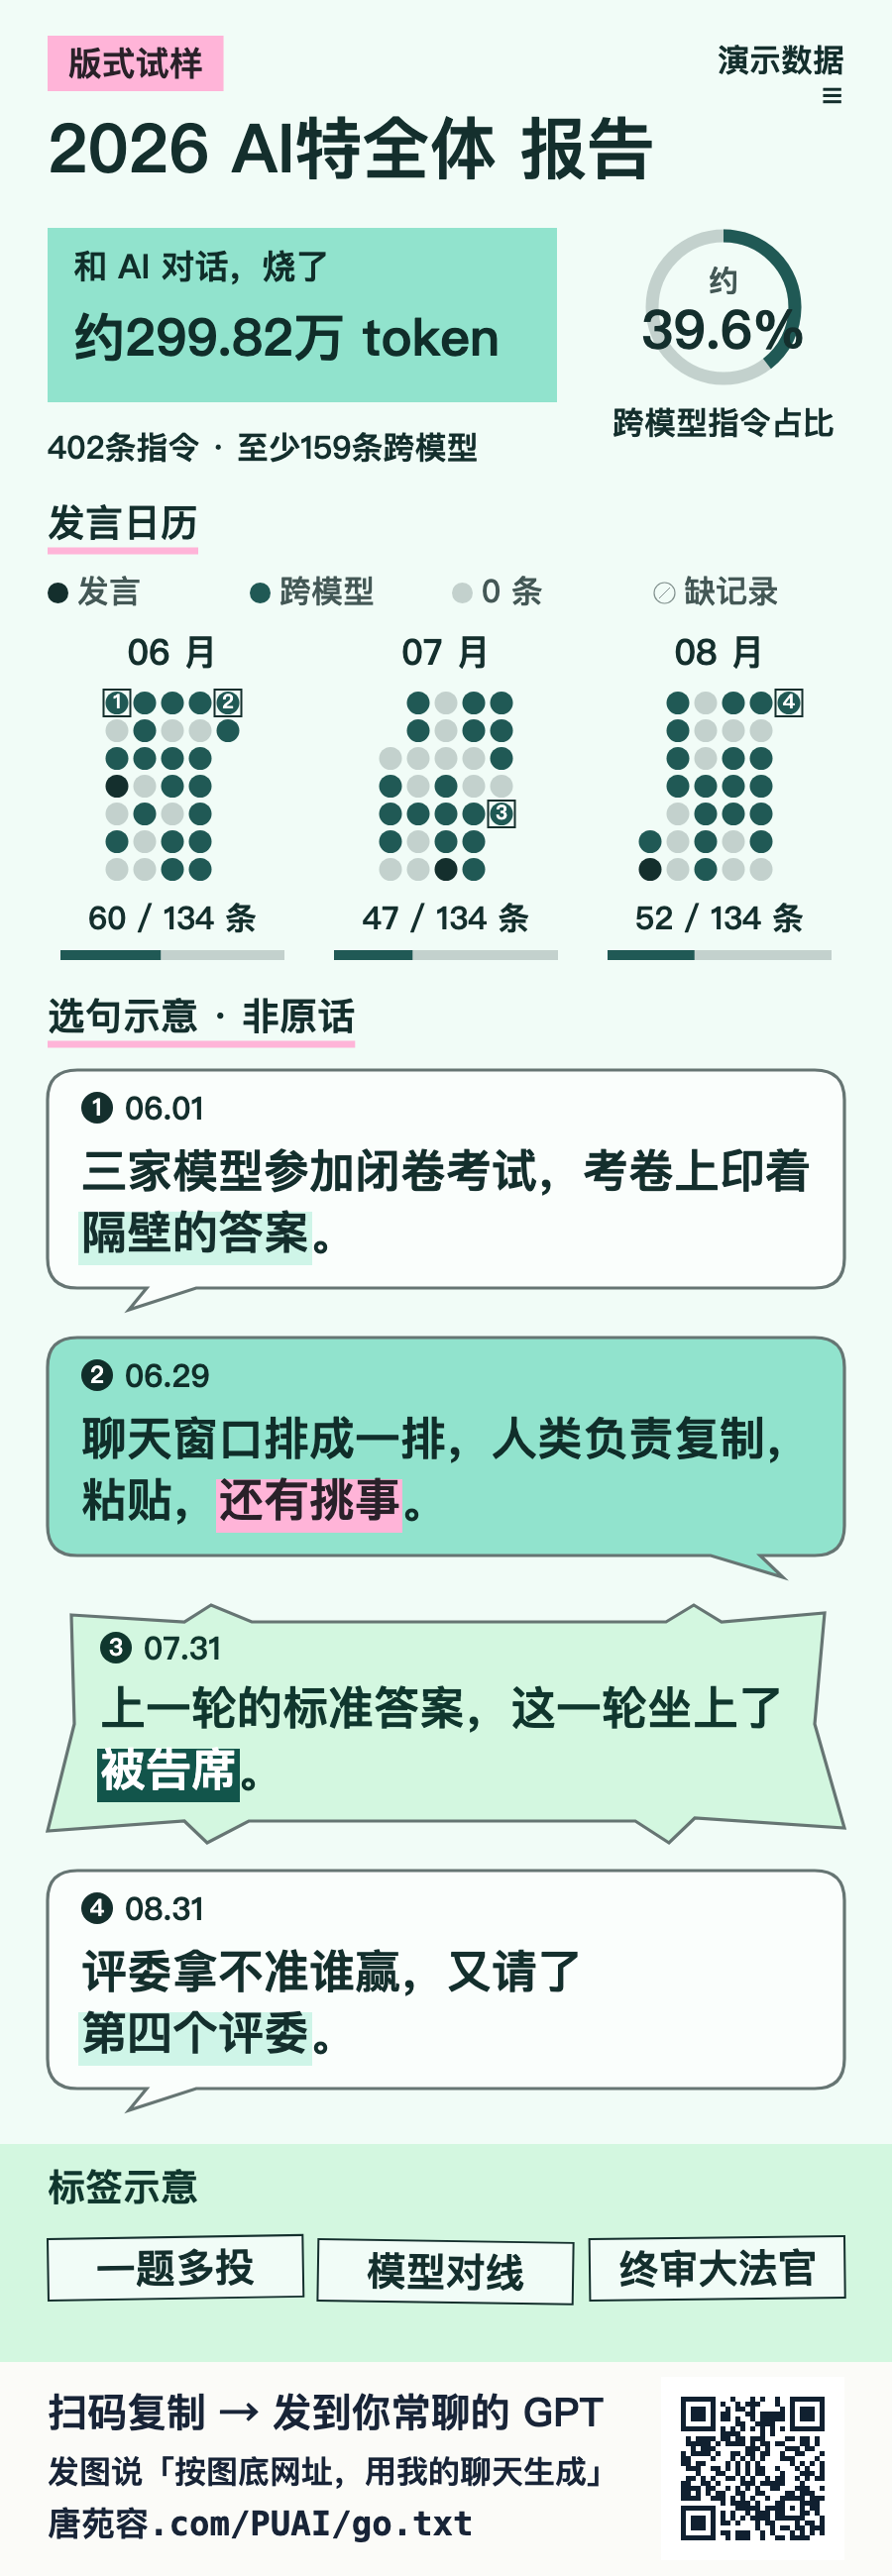 版式试样
演示数据
≡
2026 AI特全体 报告
和 AI 对话，烧了
约299.82万 token
约
39.6%
跨模型指令占比
402条指令 · 至少159条跨模型
发言日历
发言 跨模型 0 条 缺记录
06 月 07 月 08 月
1 2 4
3
60 / 134 条 47 / 134 条 52 / 134 条
选句示意 · 非原话
1 06.01
三家模型参加闭卷考试，考卷上印着
隔壁的答案。
2 06.29
聊天窗口排成一排，人类负责复制，
粘贴，还有挑事。
3 07.31
上一轮的标准答案，这一轮坐上了
被告席。
4 08.31
评委拿不准谁赢，又请了
第四个评委。
标签示意
一题多投 模型对线 终审大法官
扫码复制 → 发到你常聊的 GPT
发图说「按图底网址，用我的聊天生成」
唐苑容.com/PUAI/go.txt